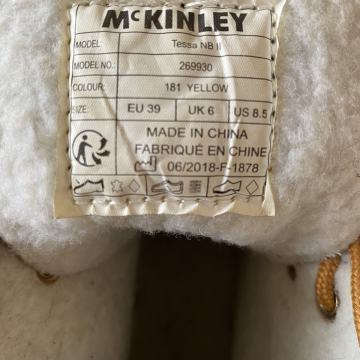 McKINLEY
MODEL: Tessa NB II
MODEL NO.: 269930
COLOUR: 181 YELLOW
SIZE EU 39 UK 6 US 8.5
MADE IN CHINA
FABRIQUÉ EN CHINE
06/2018-F-1878